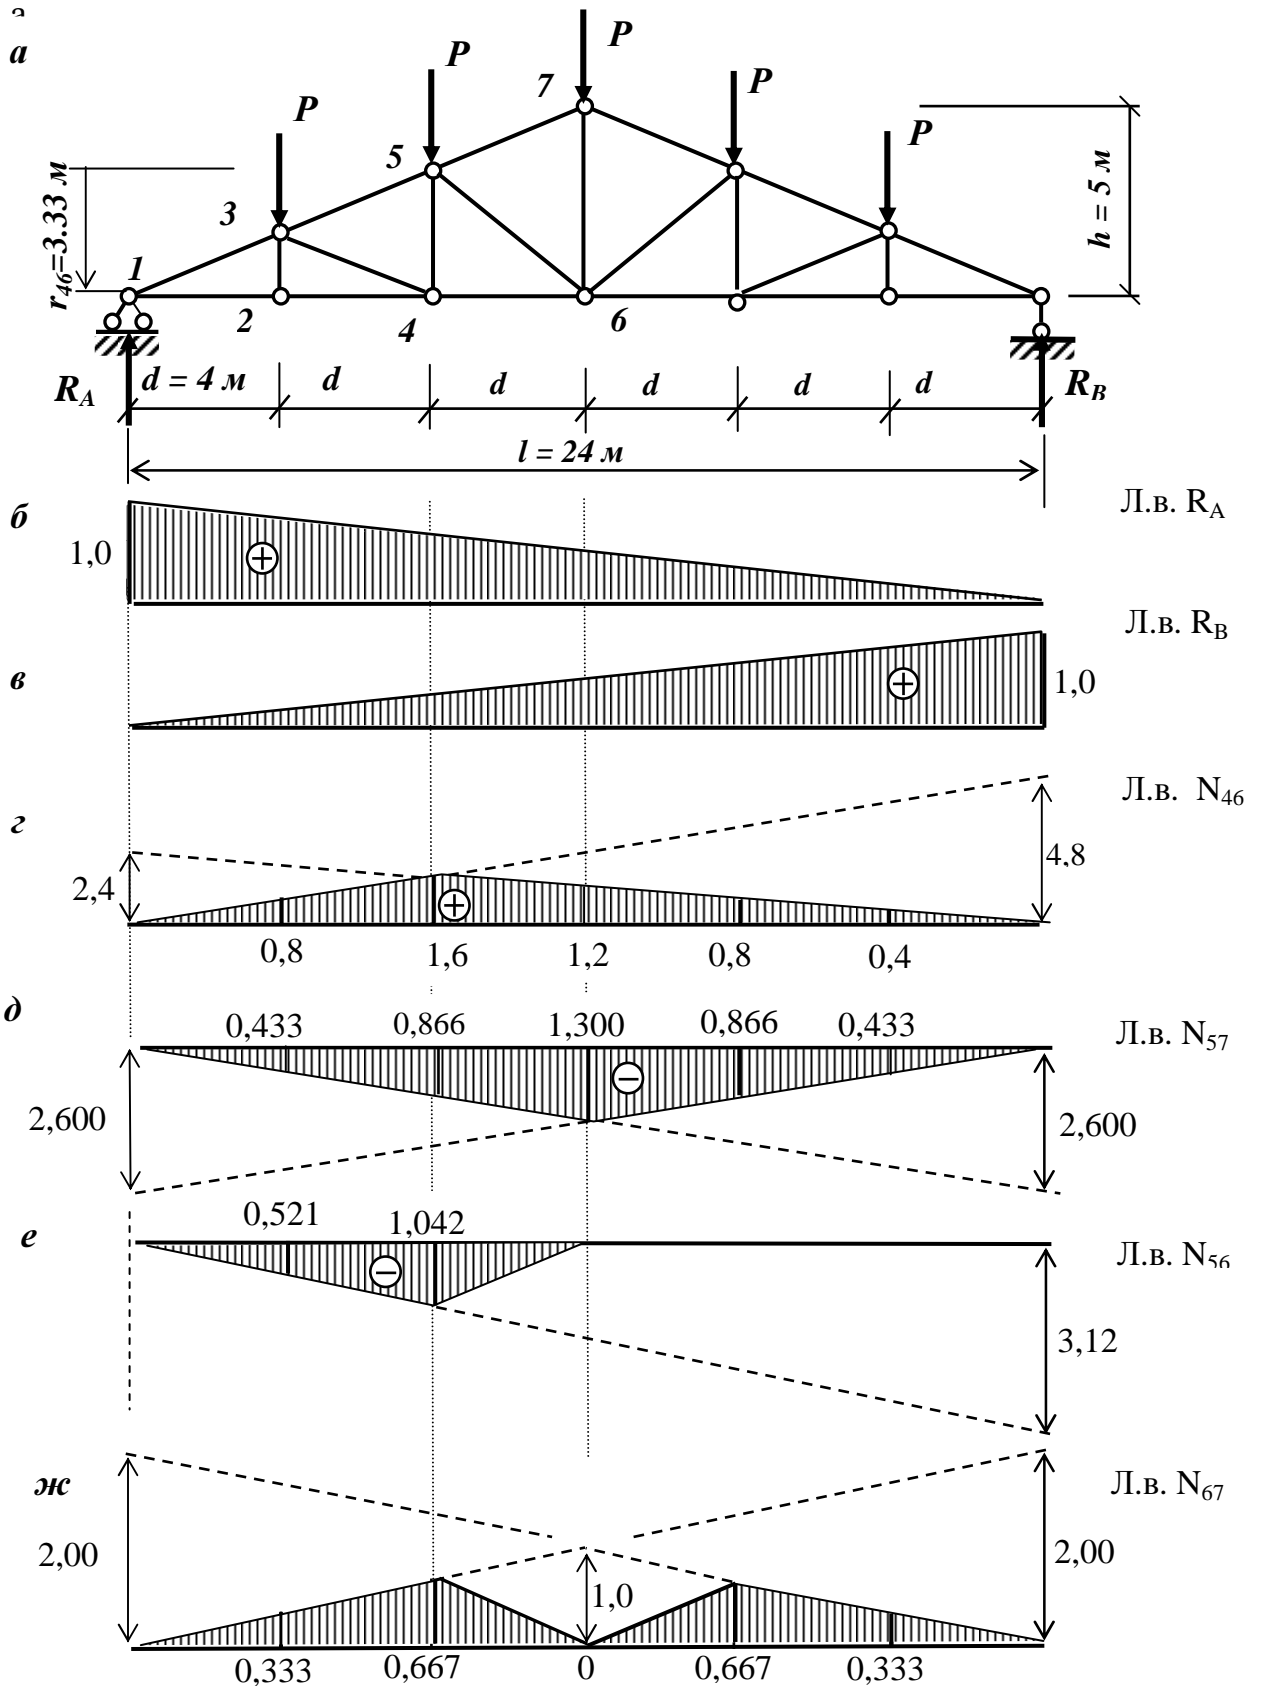 а
а
P
P
P
P
P
7
5
3
1
2
4
6
r46=3.33 м
h = 5 м
RA
d = 4 м
d
d
d
d
d
RB
l = 24 м
б
Л.в. RA
1,0
в
Л.в. RB
1,0
г
Л.в. N46
2,4
4,8
0,8
1,6
1,2
0,8
0,4
д
Л.в. N57
0,433
0,866
1,300
0,866
0,433
2,600
2,600
е
Л.в. N56
0,521
1,042
3,12
ж
Л.в. N67
2,00
2,00
1,0
0,333
0,667
0
0,667
0,333